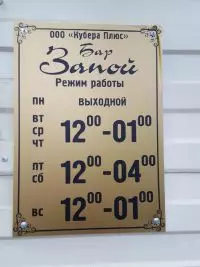 ООО "Кубера Плюс"
Бар
Запой
Режим работы
пн выходной
вт
ср 12⁰⁰-01⁰⁰
чт
пт 12⁰⁰-04⁰⁰
сб
вс 12⁰⁰-01⁰⁰